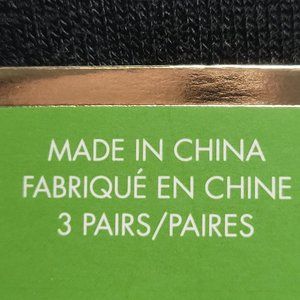 MADE IN CHINA
FABRIQUÉ EN CHINE
3 PAIRS/PAIRES